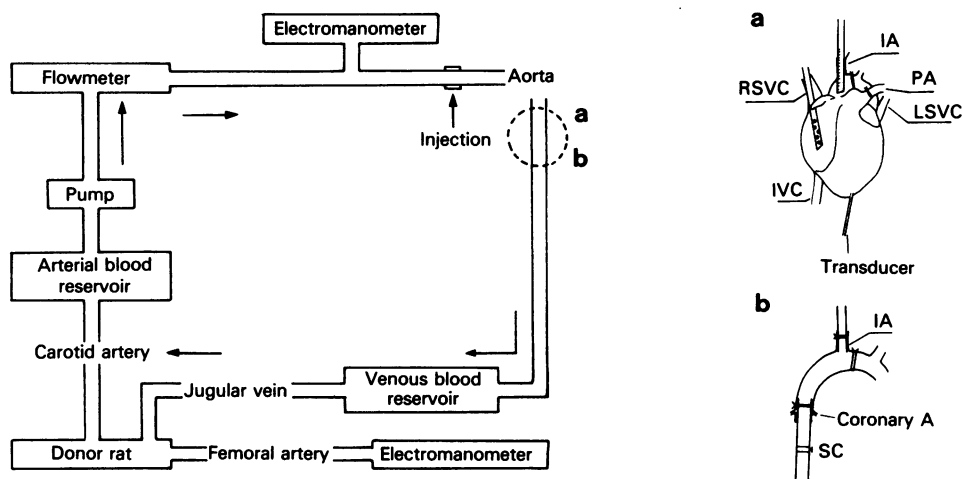 Electromanometer
Flowmeter
Aorta
a
Injection
b
Pump
Arterial blood
reservoir
Carotid artery
Jugular vein
Venous blood
reservoir
Donor rat
Femoral artery
Electromanometer
a
IA
RSVC
PA
LSVC
IVC
Transducer
b
IA
Coronary A
SC